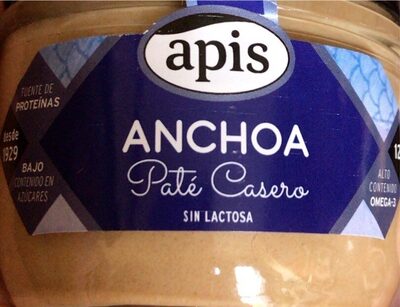 apis
FUENTE DE
PROTEÍNAS
desde
1929
BAJO
CONTENIDO EN
AZÚCARES
ANCHOA
Paté Casero
SIN LACTOSA
12
ALTO
CONTENIDO
OMEGA-3